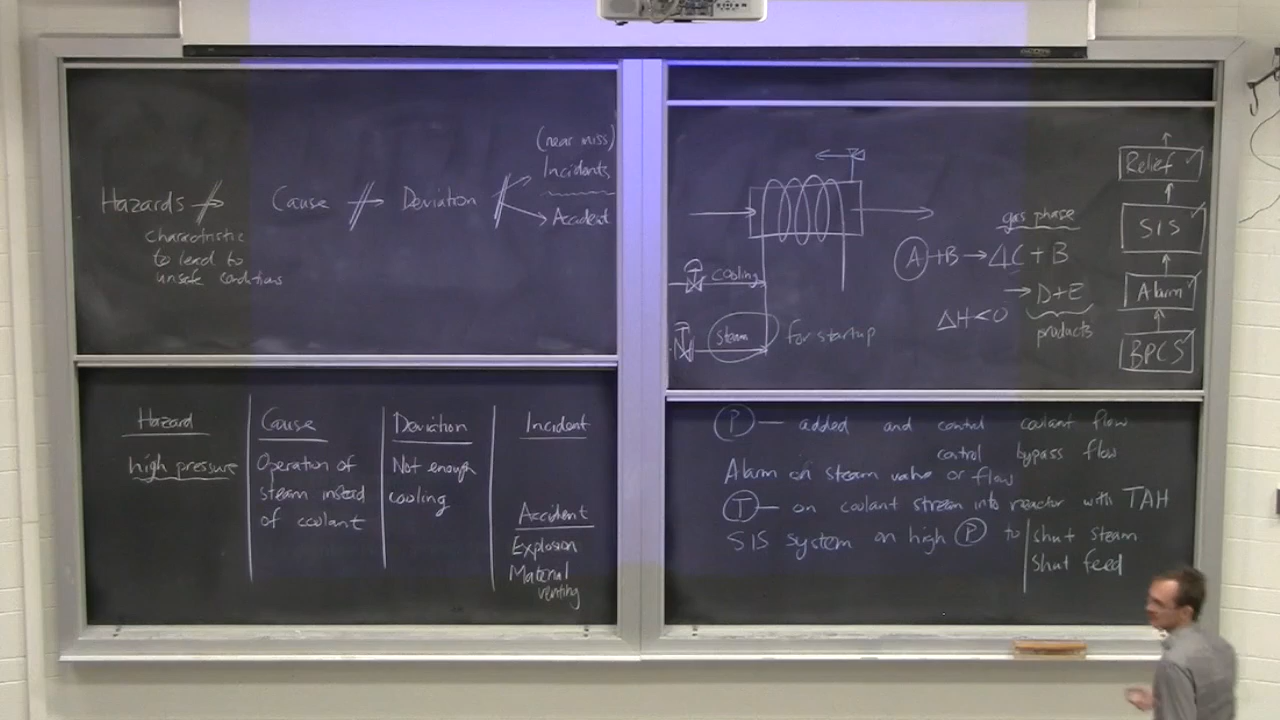 Hazards → Cause → Deviation
(near miss)
Incidents
Accident
Charactristic
to lead to
unsafe conditions
Hazard
high pressure
Cause
Operation of
steam instead
of coolant
Deviation
Not enough
cooling
Incident
Accident
Explosion
Material
venting
cooling
steam
for startup
gas phase
A + B → 4C + B
→ D + E
ΔH < 0
products
Relief ✓
SIS ✓
Alarm ✓
BPCS ✓
P — added and control coolant flow
control bypass flow
Alarm on steam valve or flow
T — on coolant stream into reactor with TAH
SIS system on high P to shut steam
shut feed